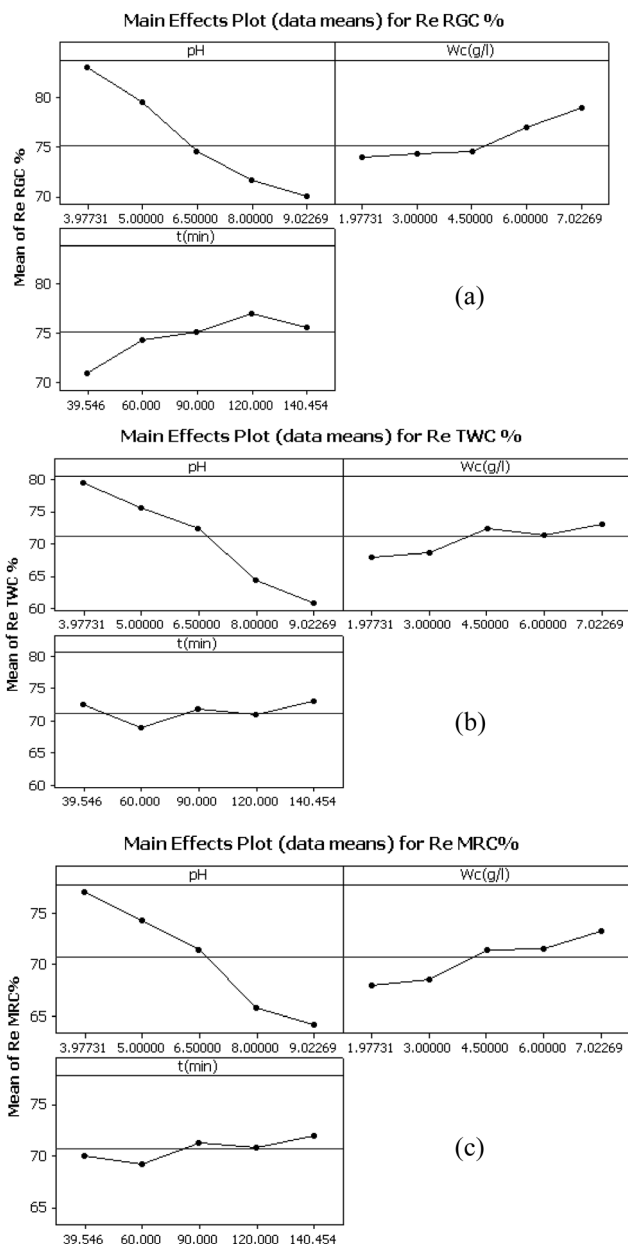 Main Effects Plot (data means) for Re RGC %
pH
Wc(g/l)
Mean of Re RGC %
80
75
70
3.97731 5.00000 6.50000 8.00000 9.02269
1.97731 3.00000 4.50000 6.00000 7.02269
t(min)
80
75
70
39.546 60.000 90.000 120.000 140.454
(a)
Main Effects Plot (data means) for Re TWC %
pH
Wc(g/l)
Mean of Re TWC %
80
75
70
65
60
3.97731 5.00000 6.50000 8.00000 9.02269
1.97731 3.00000 4.50000 6.00000 7.02269
t(min)
80
75
70
65
60
39.546 60.000 90.000 120.000 140.454
(b)
Main Effects Plot (data means) for Re MRC%
pH
Wc(g/l)
Mean of Re MRC%
75
70
65
3.97731 5.00000 6.50000 8.00000 9.02269
1.97731 3.00000 4.50000 6.00000 7.02269
t(min)
75
70
65
39.546 60.000 90.000 120.000 140.454
(c)